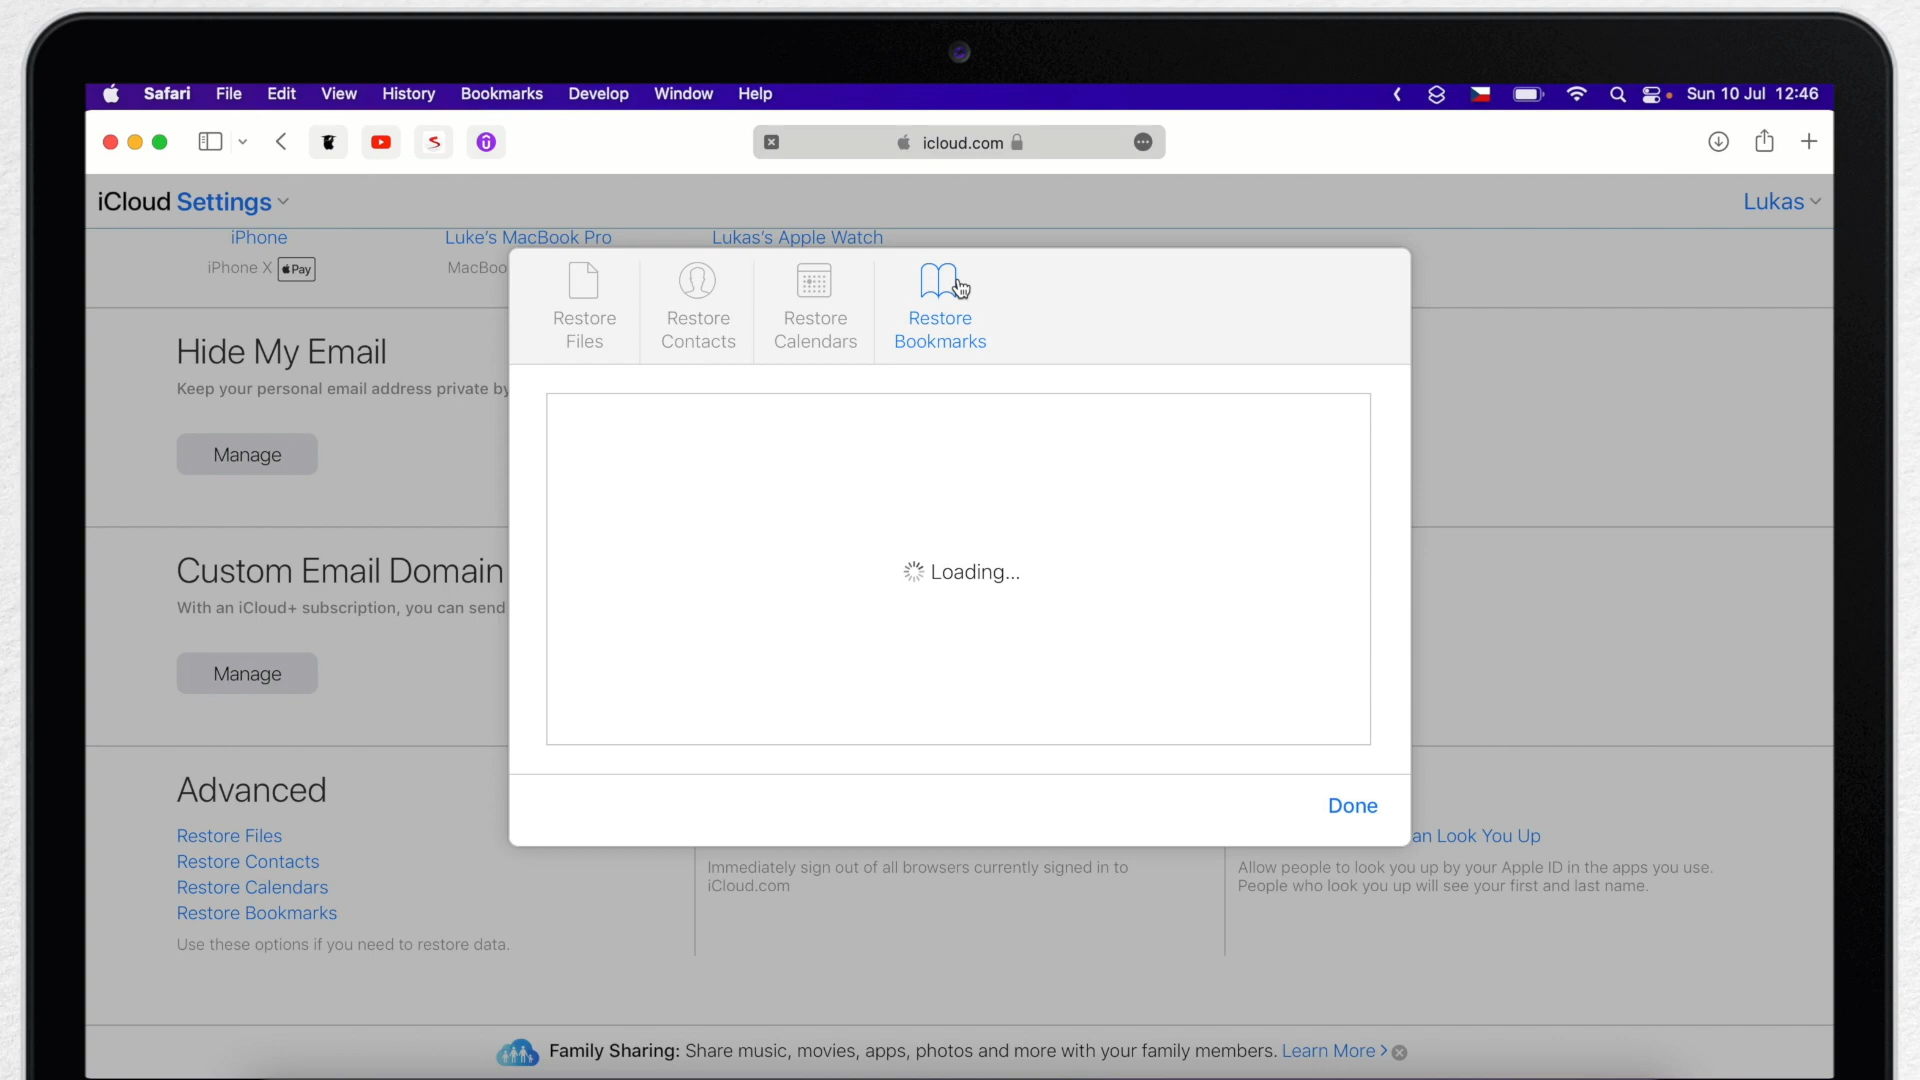 Safari File Edit View History Bookmarks Develop Window Help Sun 10 Jul 12:46
icloud.com
iCloud Settings Lukas
iPhone Luke's MacBook Pro Lukas's Apple Watch
iPhone X Pay MacBoo
Restore Files
Restore Contacts
Restore Calendars
Restore Bookmarks
Hide My Email
Keep your personal email address private by
Manage
Loading...
Custom Email Domain
With an iCloud+ subscription, you can send
Manage
Done
Advanced
Restore Files
Restore Contacts
Restore Calendars
Restore Bookmarks
Use these options if you need to restore data.
Immediately sign out of all browsers currently signed in to
iCloud.com
an Look You Up
Allow people to look you up by your Apple ID in the apps you use.
People who look you up will see your first and last name.
Family Sharing: Share music, movies, apps, photos and more with your family members. Learn More >